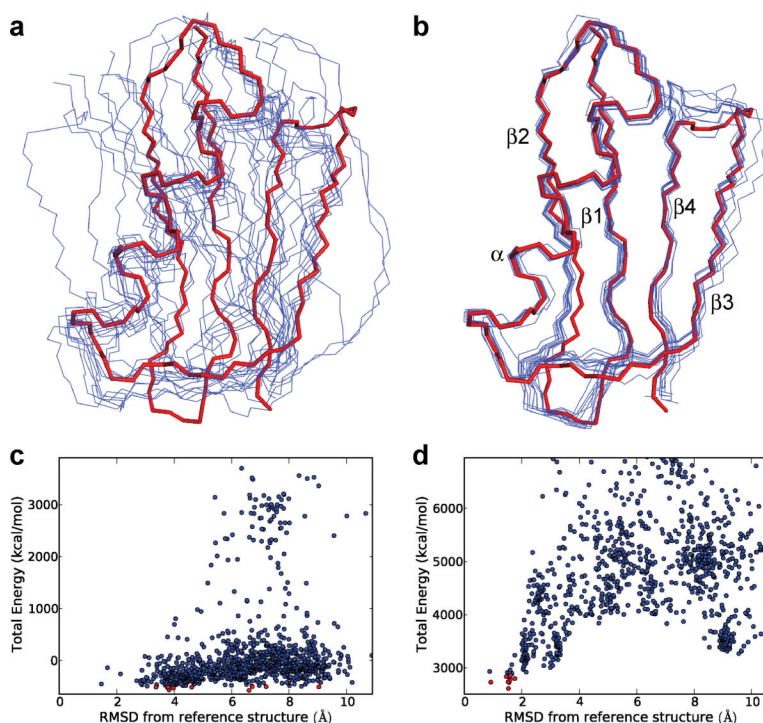 a
b
β2
β1
β4
α
β3
c
Total Energy (kcal/mol)
3000
2000
1000
0
0 2 4 6 8 10
RMSD from reference structure (Å)
d
Total Energy (kcal/mol)
6000
5000
4000
3000
0 2 4 6 8 10
RMSD from reference structure (Å)